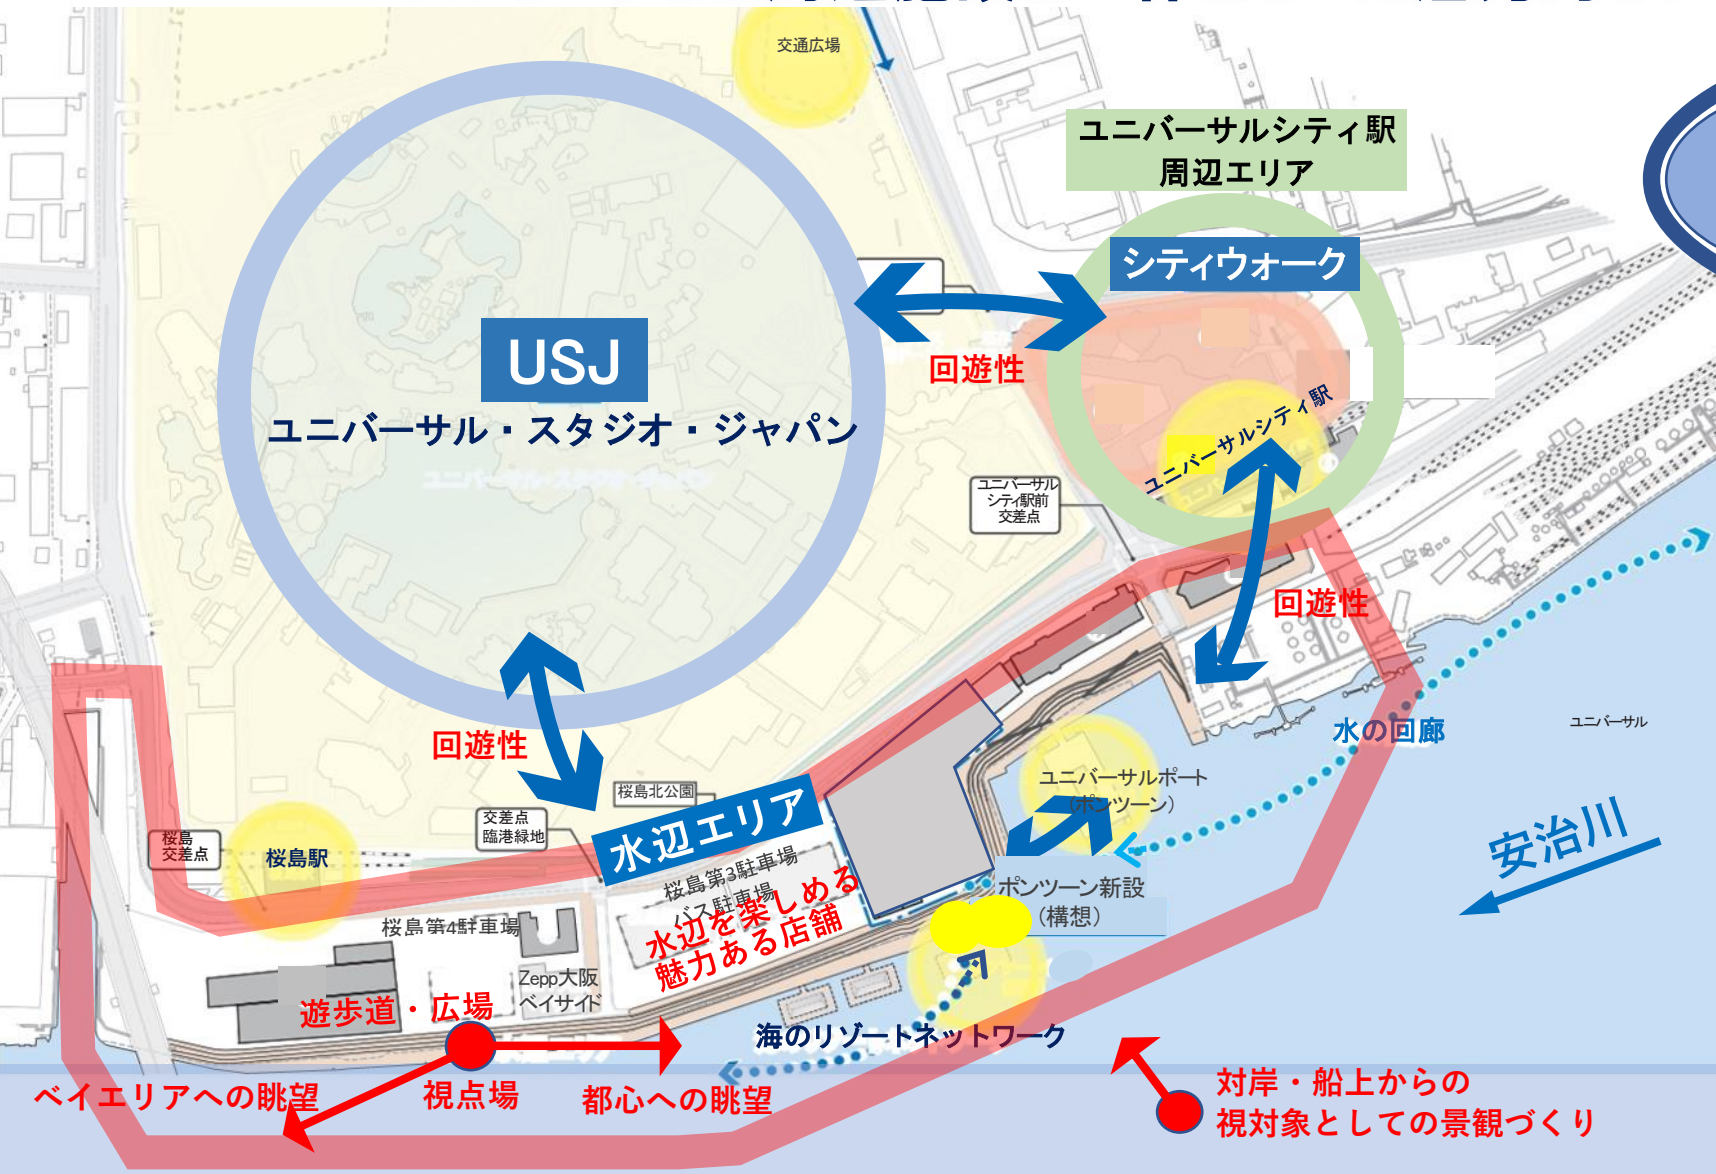 交通広場
ユニバーサルシティ駅
周辺エリア
シティウォーク
USJ
ユニバーサル・スタジオ・ジャパン
回遊性
ユニバーサルシティ駅
ユニバーサル
シティ駅前
交差点
回遊性
水の回廊
ユニバーサル
回遊性
ユニバーサルポート
(ポンツーン)
桜島北公園
交差点
臨港緑地
水辺エリア
安治川
桜島
交差点
桜島駅
桜島第3駐車場
バス駐車場
水辺を楽しめる
魅力ある店舗
ポンツーン新設
(構想)
桜島第4駐車場
Zepp大阪
ベイサイド
遊歩道・広場
海のリゾートネットワーク
ベイエリアへの眺望
視点場
都心への眺望
対岸・船上からの
視対象としての景観づくり